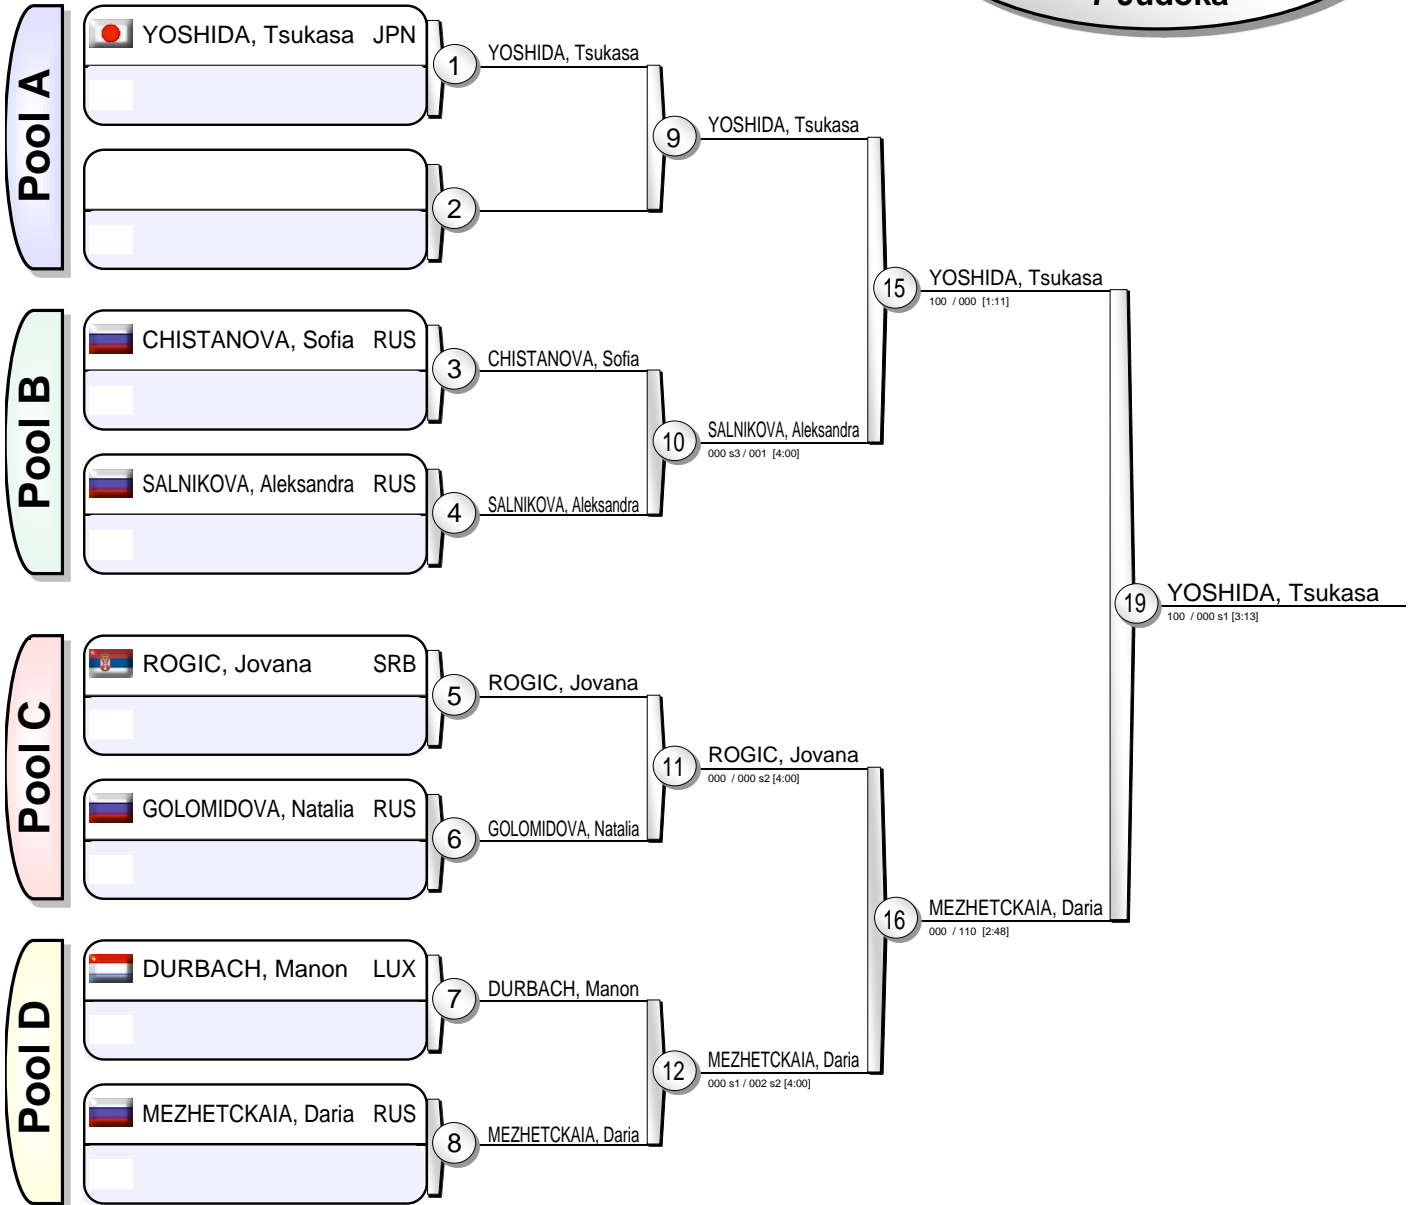 7 Judoka
Pool A
YOSHIDA, Tsukasa JPN
1
YOSHIDA, Tsukasa
2
9
YOSHIDA, Tsukasa
Pool B
CHISTANOVA, Sofia RUS
3
CHISTANOVA, Sofia
SALNIKOVA, Aleksandra RUS
4
SALNIKOVA, Aleksandra
10
SALNIKOVA, Aleksandra
000 s3 / 001 [4:00]
15
YOSHIDA, Tsukasa
100 / 000 [1:11]
Pool C
ROGIC, Jovana SRB
5
ROGIC, Jovana
GOLOMIDOVA, Natalia RUS
6
GOLOMIDOVA, Natalia
11
ROGIC, Jovana
000 / 000 s2 [4:00]
Pool D
DURBACH, Manon LUX
7
DURBACH, Manon
MEZHETCKAIA, Daria RUS
8
MEZHETCKAIA, Daria
12
MEZHETCKAIA, Daria
000 s1 / 002 s2 [4:00]
16
MEZHETCKAIA, Daria
000 / 110 [2:48]
19
YOSHIDA, Tsukasa
100 / 000 s1 [3:13]